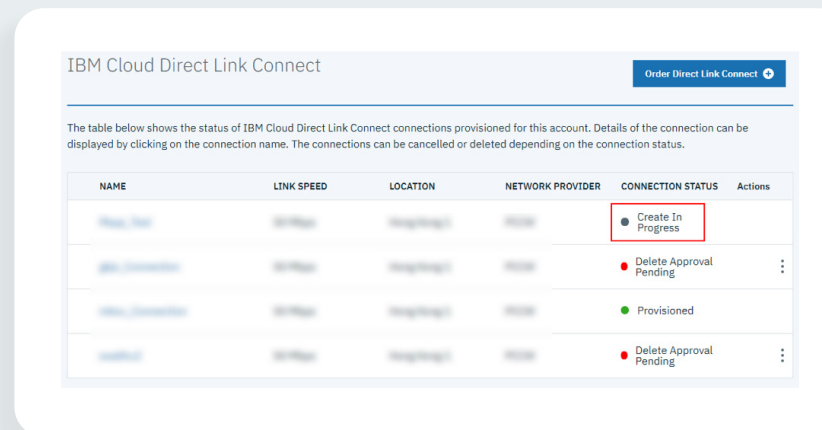 IBM Cloud Direct Link Connect
Order Direct Link Connect
The table below shows the status of IBM Cloud Direct Link Connect connections provisioned for this account. Details of the connection can be
displayed by clicking on the connection name. The connections can be cancelled or deleted depending on the connection status.
NAME LINK SPEED LOCATION NETWORK PROVIDER CONNECTION STATUS Actions
Create In
Progress
Delete Approval
Pending
Provisioned
Delete Approval
Pending